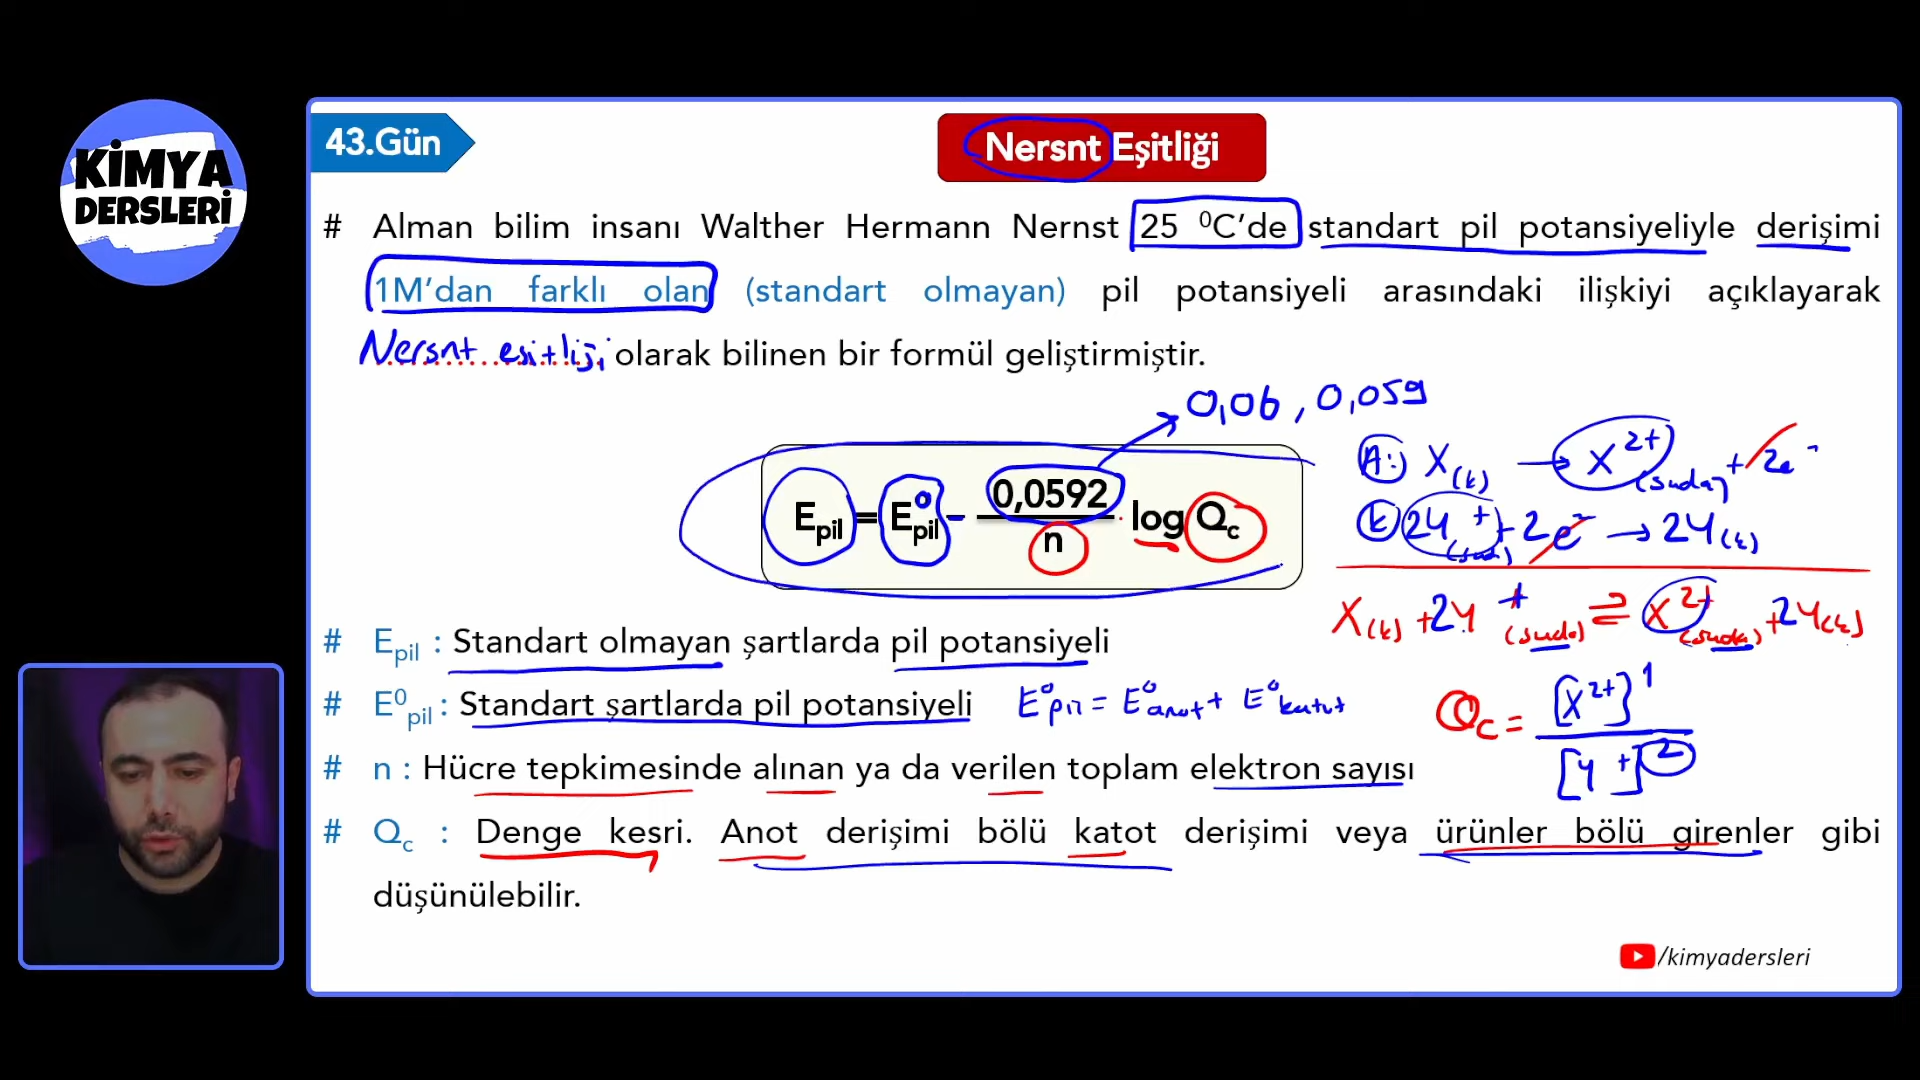 KİMYA
DERSLERİ
43.Gün
Nersnt Eşitliği
# Alman bilim insanı Walther Hermann Nernst 25 ⁰C'de standart pil potansiyeliyle derişimi
1M'dan farklı olan (standart olmayan) pil potansiyeli arasındaki ilişkiyi açıklayarak
Nersnt eşitliği olarak bilinen bir formül geliştirmiştir.
0,06 , 0,059
E_pil = E⁰_pil - 0,0592/n . log Q_c
A: X(k) → X²⁺(suda) + 2e⁻
K 2Y⁺(suda) + 2e⁻ → 2Y(k)
X(k) + 2Y⁺(suda) ⇌ X²⁺(suda) + 2Y(k)
# E_pil : Standart olmayan şartlarda pil potansiyeli
# E⁰_pil : Standart şartlarda pil potansiyeli E⁰pil = E⁰anot + E⁰katot
Qc = [X²⁺]¹ / [Y⁺]²
# n : Hücre tepkimesinde alınan ya da verilen toplam elektron sayısı
# Q_c : Denge kesri. Anot derişimi bölü katot derişimi veya ürünler bölü girenler gibi
düşünülebilir.
/kimyadersleri